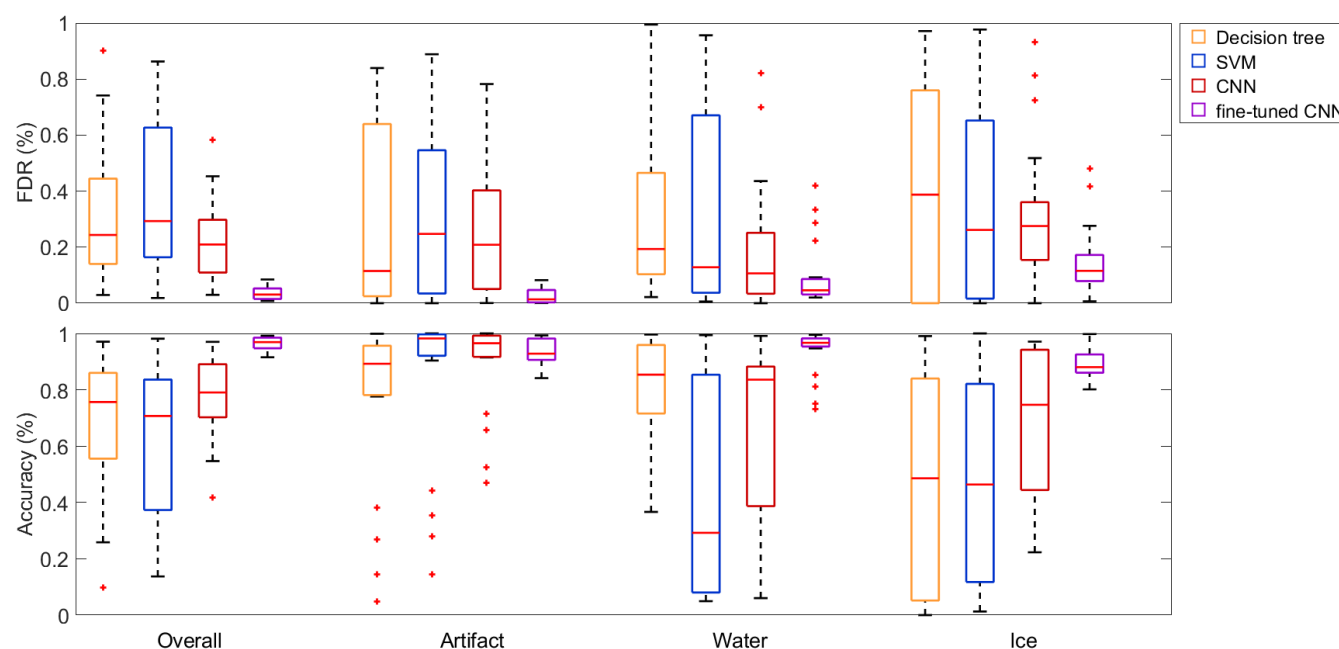 1
0.8
0.6
0.4
0.2
0
FDR (%)
Decision tree
SVM
CNN
fine-tuned CNN
1
0.8
0.6
0.4
0.2
0
Accuracy (%)
Overall Artifact Water Ice